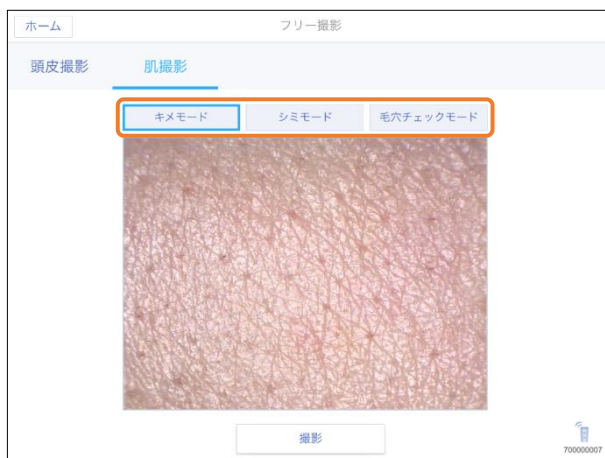 ホーム
フリー撮影
頭皮撮影 肌撮影
キメモード シミモード 毛穴チェックモード
撮影
700000007